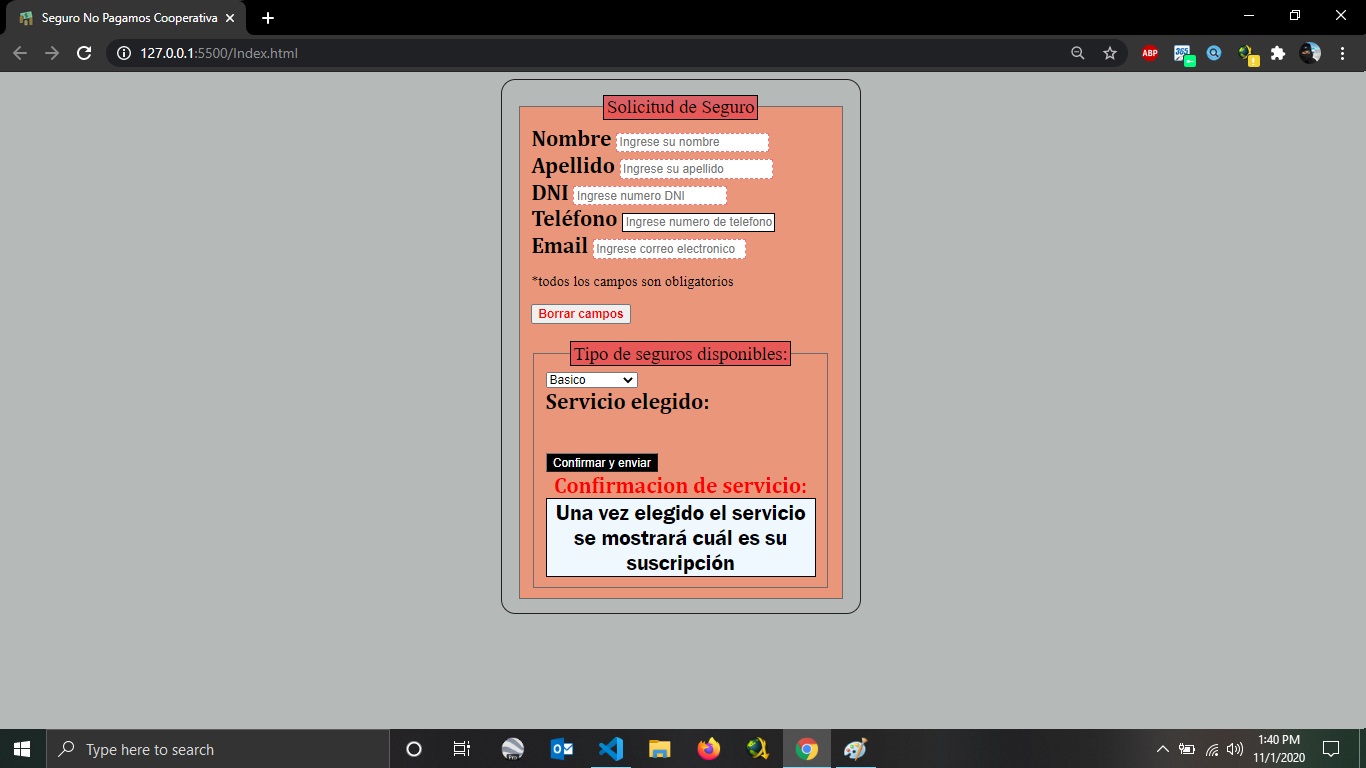 Seguro No Pagamos Cooperativa
127.0.0.1:5500/Index.html
ABP
365
Solicitud de Seguro
Nombre Ingrese su nombre
Apellido Ingrese su apellido
DNI Ingrese numero DNI
Teléfono Ingrese numero de telefono
Email Ingrese correo electronico
*todos los campos son obligatorios
Borrar campos
Tipo de seguros disponibles:
Basico
Servicio elegido:
Confirmar y enviar
Confirmacion de servicio:
Una vez elegido el servicio
se mostrará cuál es su
suscripción
Type here to search
Pro
1:40 PM
11/1/2020